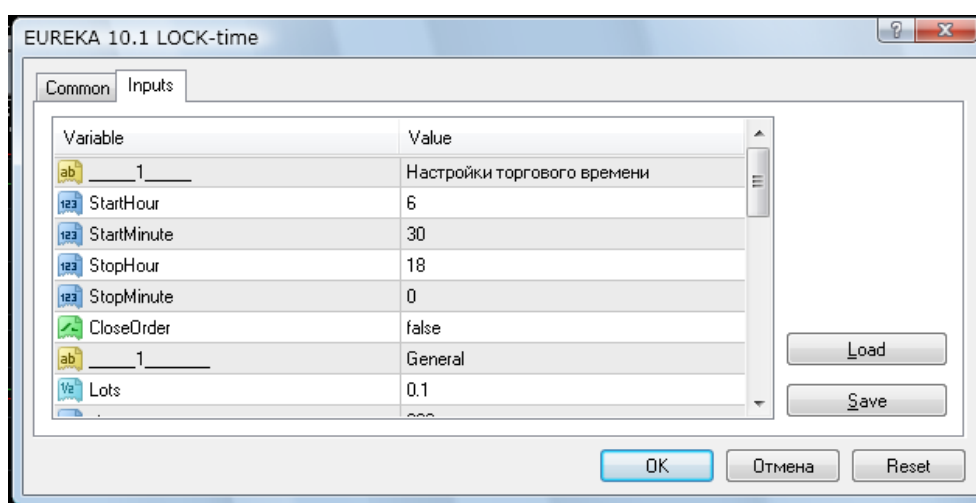 EUREKA 10.1 LOCK-time
Common Inputs
Variable Value
_____1_____ Настройки торгового времени
StartHour 6
StartMinute 30
StopHour 18
StopMinute 0
CloseOrder false
_____1_______ General
Lots 0.1
Load
Save
OK Отмена Reset